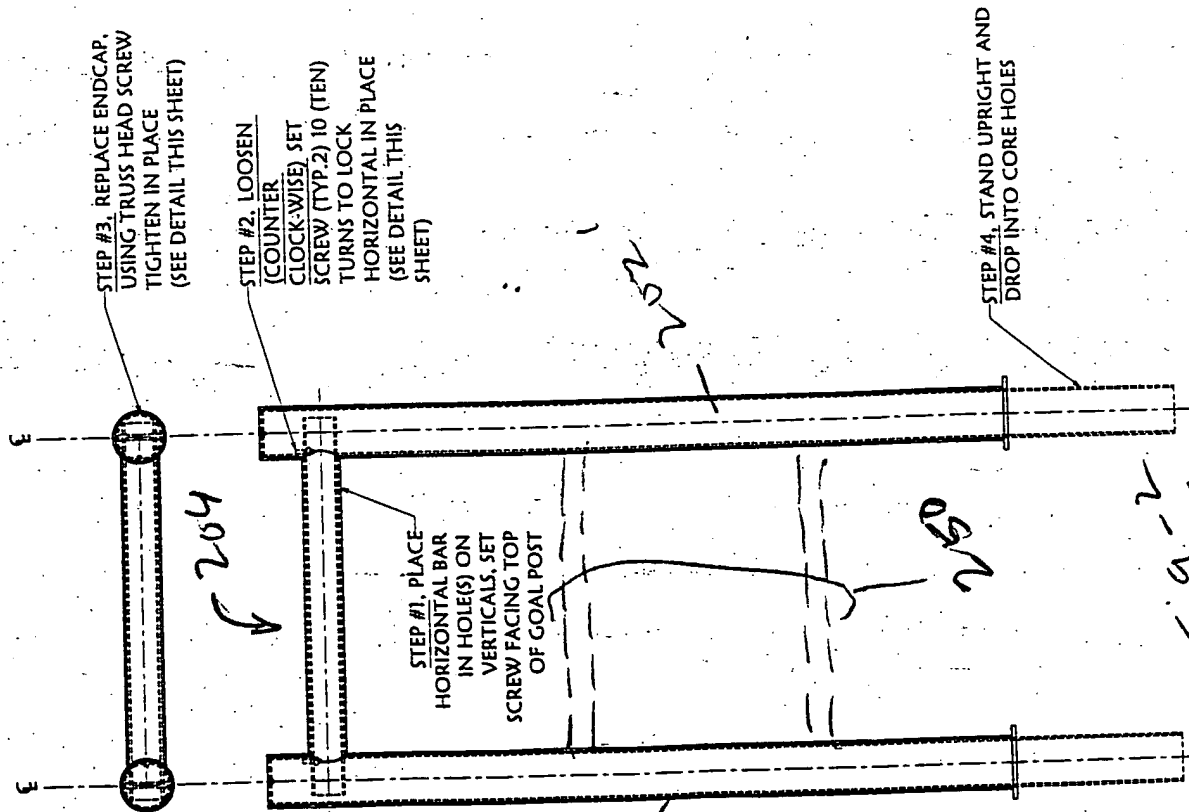 STEP #3, REPLACE ENDCAP,
USING TRUSS HEAD SCREW
TIGHTEN IN PLACE
(SEE DETAIL THIS SHEET)
STEP #2, LOOSEN
(COUNTER
CLOCK-WISE) SET
SCREW (TYP.2) 10 (TEN)
TURNS TO LOCK
HORIZONTAL IN PLACE
(SEE DETAIL THIS
SHEET)
204
STEP #1, PLACE
HORIZONTAL BAR
IN HOLE(S) ON
VERTICALS, SET
SCREW FACING TOP
OF GOAL POST
202
250
STEP #4, STAND UPRIGHT AND
DROP INTO CORE HOLES
3
3